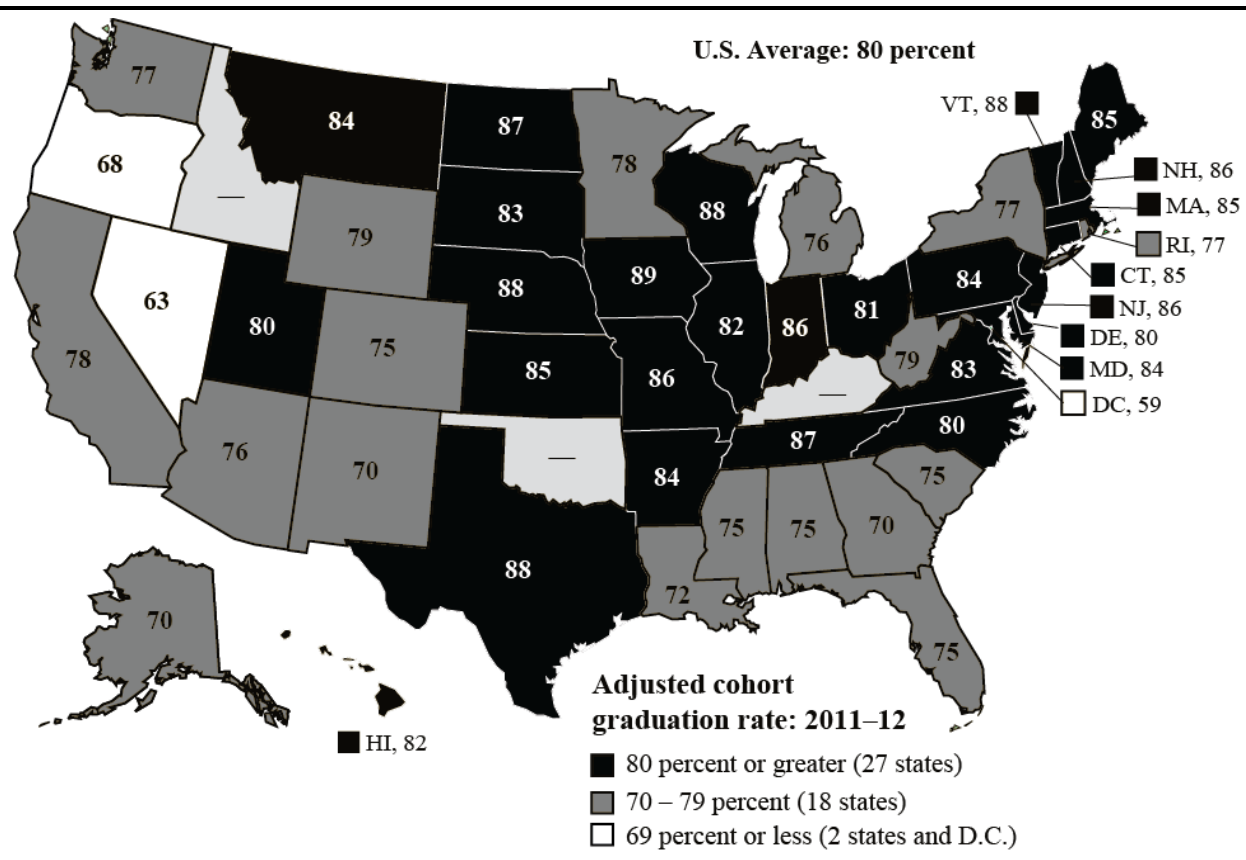 U.S. Average: 80 percent
77
84
87
78
VT, 88
85
68
—
79
83
88
76
77
NH, 86
MA, 85
RI, 77
CT, 85
NJ, 86
DE, 80
MD, 84
DC, 59
63
80
75
88
89
82
86
81
84
79
83
78
85
86
—
80
76
70
—
84
87
75
75
75
70
88
72
75
70
HI, 82
Adjusted cohort
graduation rate: 2011–12
80 percent or greater (27 states)
70 – 79 percent (18 states)
69 percent or less (2 states and D.C.)